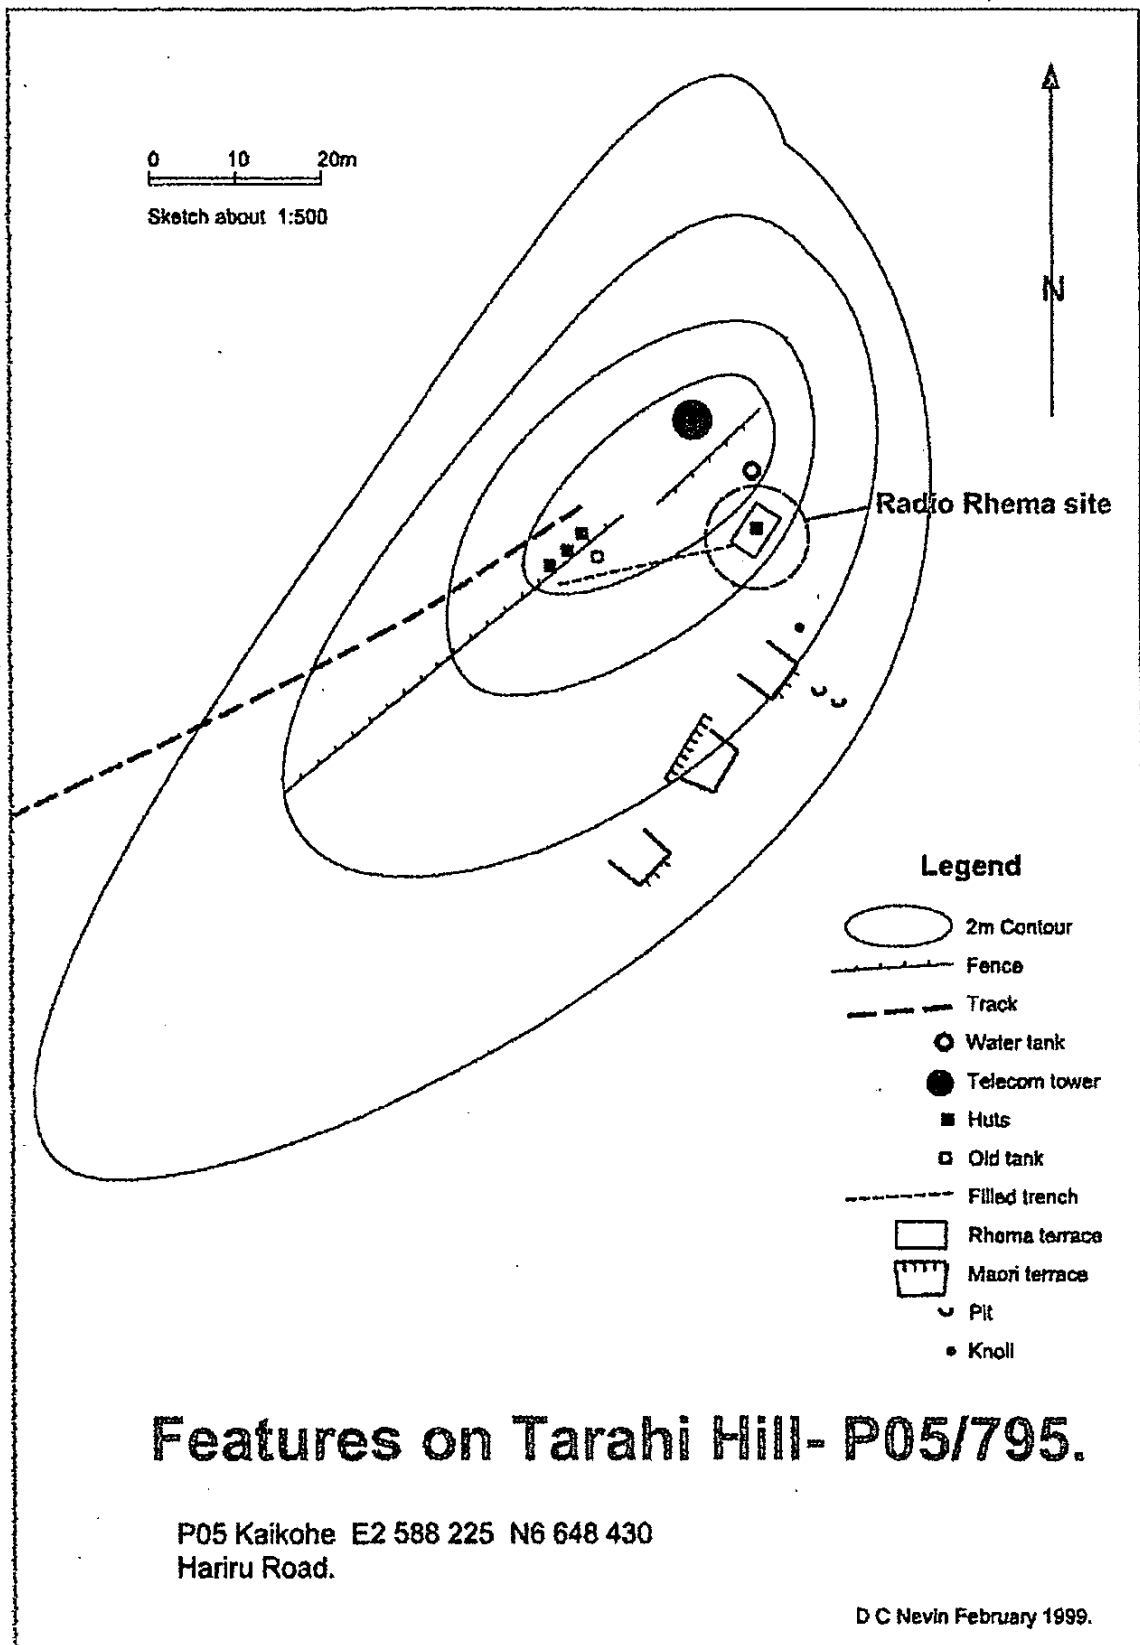 0 10 20m
Sketch about 1:500
N
Radio Rhema site
Legend
2m Contour
Fence
Track
Water tank
Telecom tower
Huts
Old tank
Filled trench
Rhema terrace
Maori terrace
Pit
Knoll
Features on Tarahi Hill- P05/795.
P05 Kaikohe E2 588 225 N6 648 430
Hariru Road.
D C Nevin February 1999.